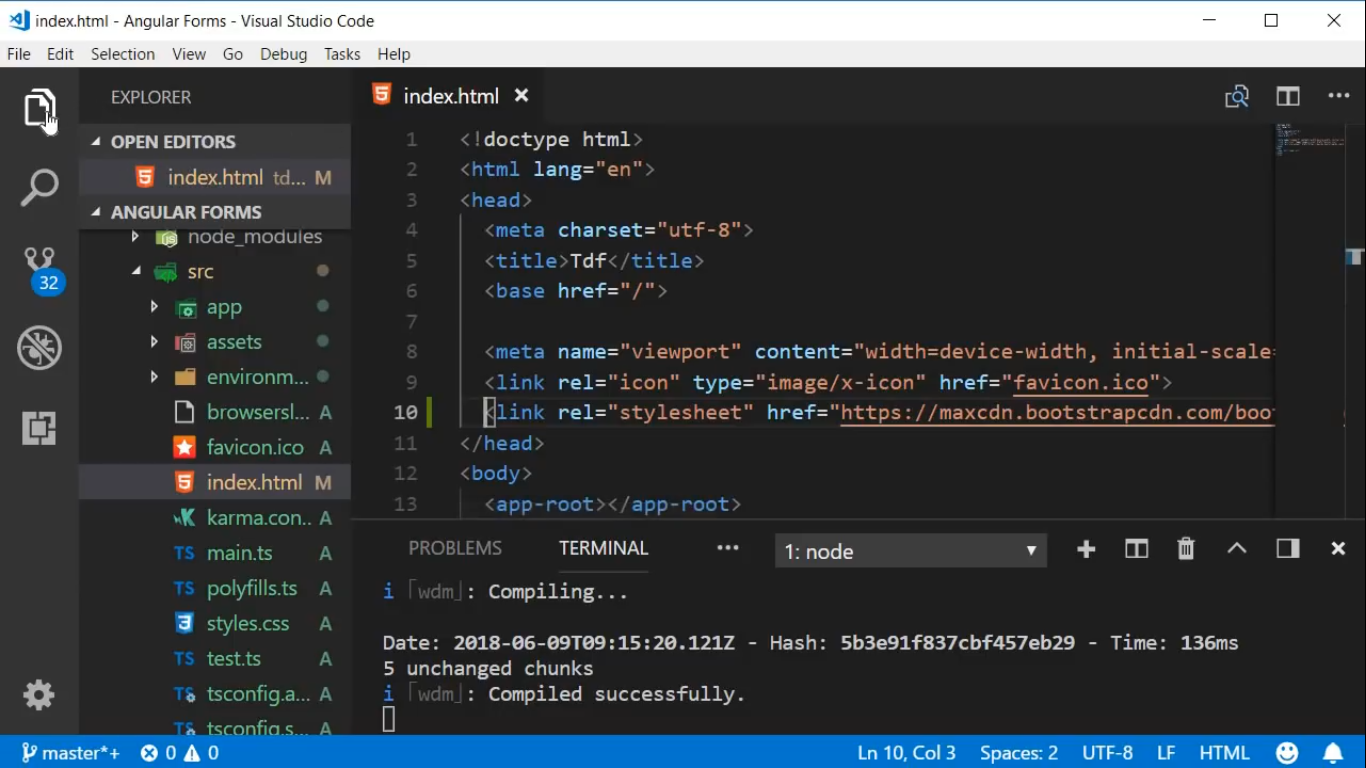 index.html - Angular Forms - Visual Studio Code
File Edit Selection View Go Debug Tasks Help
EXPLORER
OPEN EDITORS
index.html td... M
ANGULAR FORMS
node_modules
src
app
assets
environm...
browsersl... A
favicon.ico A
index.html M
karma.con... A
main.ts A
polyfills.ts A
styles.css A
test.ts A
tsconfig.a... A
tsconfig.s... A
32
index.html
1 <!doctype html>
2 <html lang="en">
3 <head>
4 <meta charset="utf-8">
5 <title>Tdf</title>
6 <base href="/">
7
8 <meta name="viewport" content="width=device-width, initial-scale=
9 <link rel="icon" type="image/x-icon" href="favicon.ico">
10 <link rel="stylesheet" href="https://maxcdn.bootstrapcdn.com/boot
11 </head>
12 <body>
13 <app-root></app-root>
PROBLEMS TERMINAL ... 1: node
i ｢wdm｣: Compiling...
Date: 2018-06-09T09:15:20.121Z - Hash: 5b3e91f837cbf457eb29 - Time: 136ms
5 unchanged chunks
i ｢wdm｣: Compiled successfully.
master*+ 0 0 Ln 10, Col 3 Spaces: 2 UTF-8 LF HTML